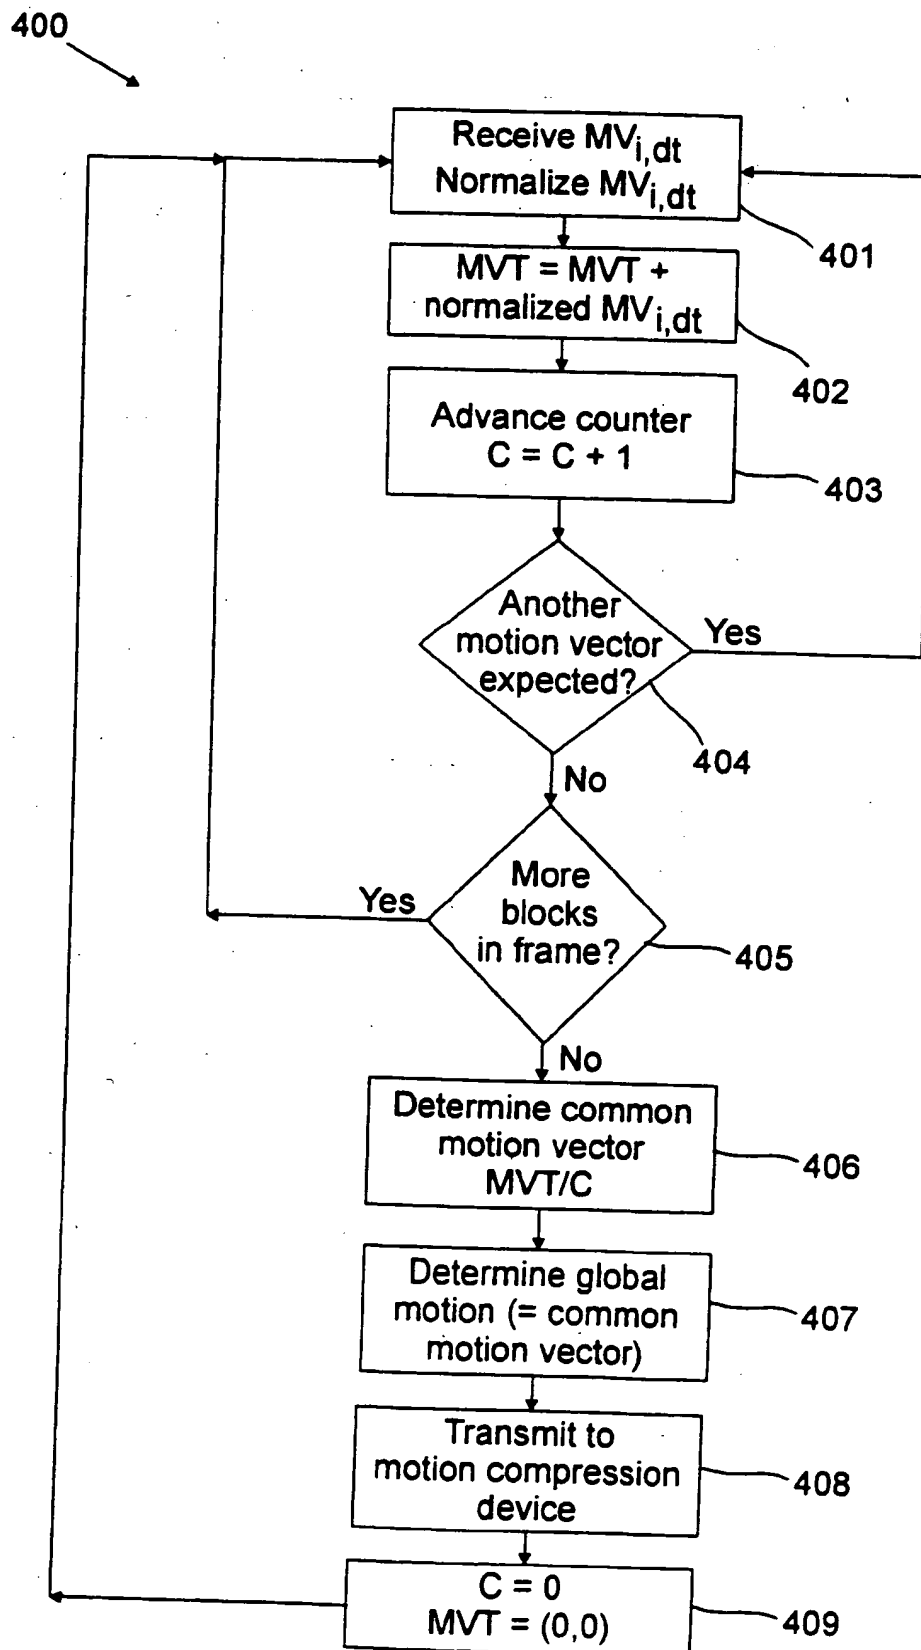 400
Receive MVi,dt
Normalize MVi,dt
401
MVT = MVT +
normalized MVi,dt
402
Advance counter
C = C + 1
403
Another
motion vector
expected?
Yes
404
No
More
blocks
in frame?
Yes
405
No
Determine common
motion vector
MVT/C
406
Determine global
motion (= common
motion vector)
407
Transmit to
motion compression
device
408
C = 0
MVT = (0,0)
409